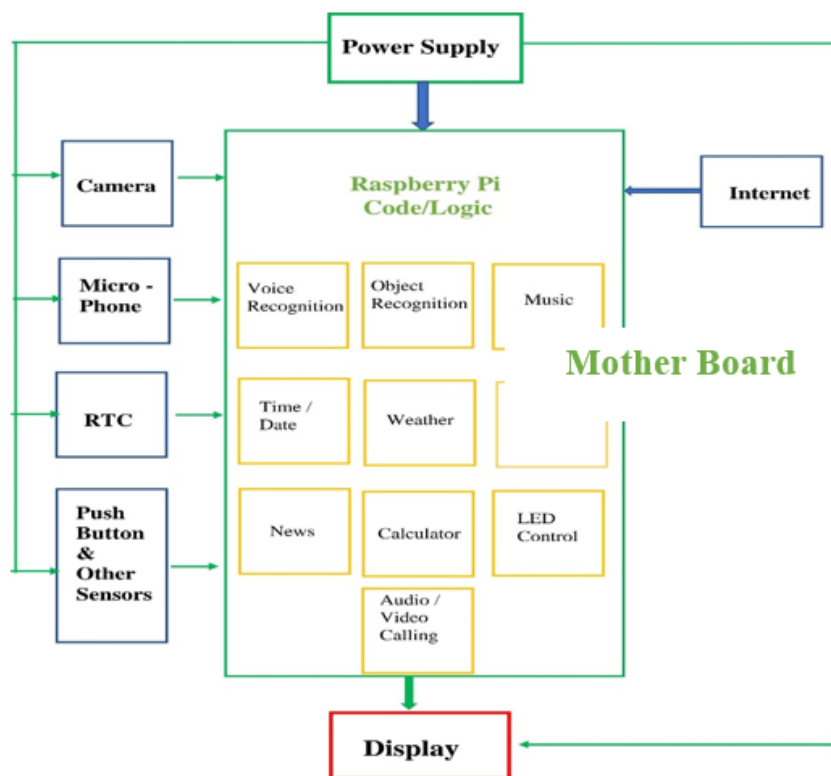 Power Supply
Camera
Raspberry Pi
Code/Logic
Internet
Micro -
Phone
Voice
Recognition
Object
Recognition
Music
Mother Board
RTC
Time /
Date
Weather
Push
Button
&
Other
Sensors
News
Calculator
LED
Control
Audio /
Video
Calling
Display